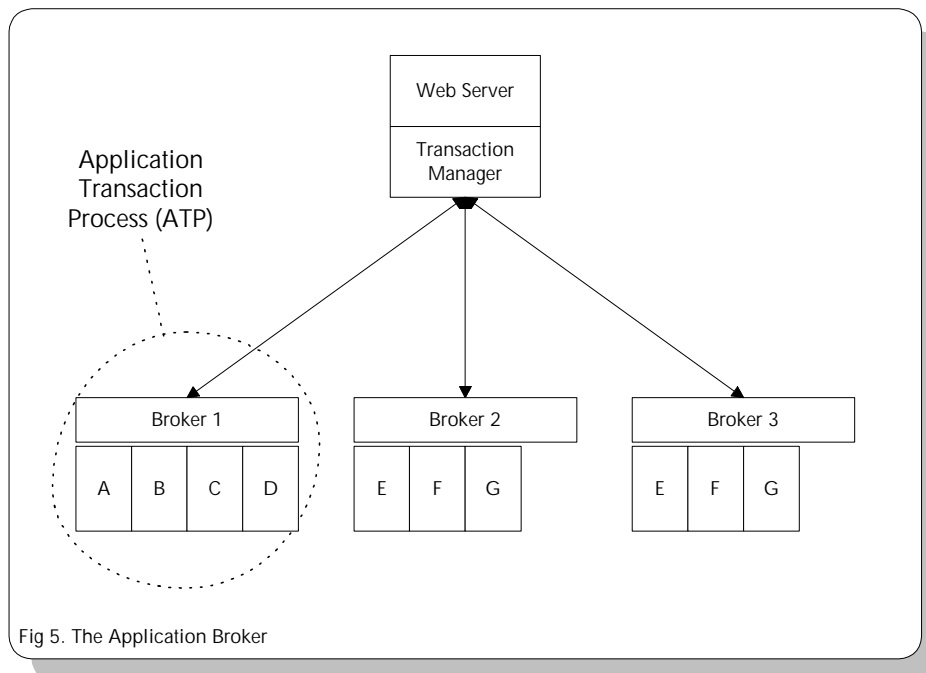 Web Server
Transaction
Manager
Application
Transaction
Process (ATP)
Broker 1
Broker 2
Broker 3
A B C D
E F G
E F G
Fig 5. The Application Broker